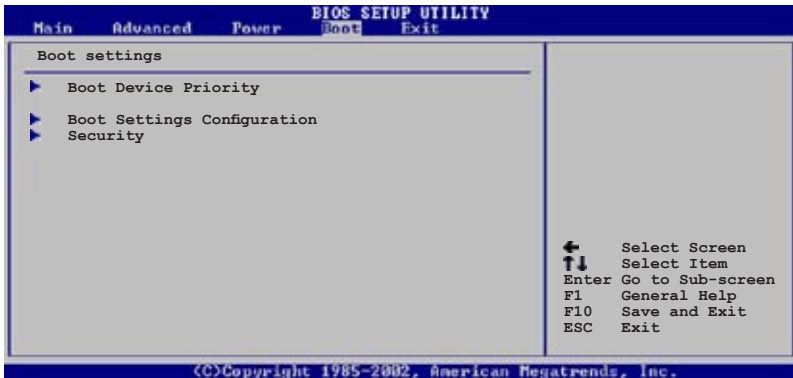 BIOS SETUP UTILITY
Main Advanced Power Boot Exit
Boot settings
Boot Device Priority
Boot Settings Configuration
Security
← Select Screen
↑↓ Select Item
Enter Go to Sub-screen
F1 General Help
F10 Save and Exit
ESC Exit
(C)Copyright 1985-2002, American Megatrends, Inc.